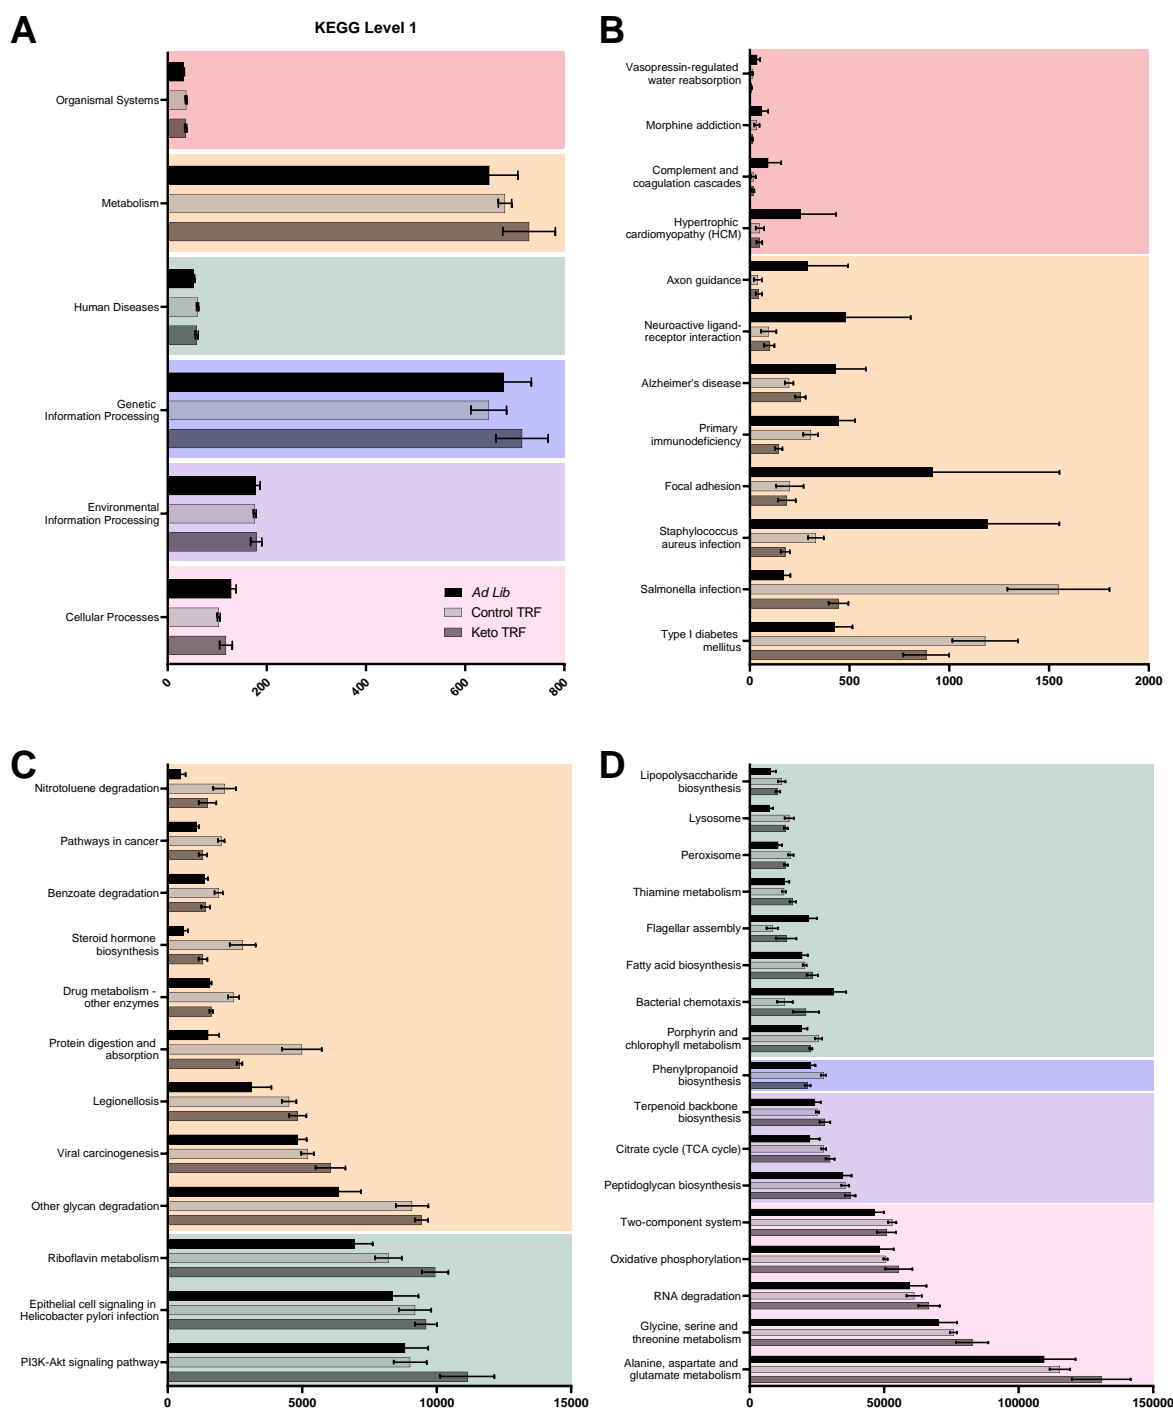 A
KEGG Level 1
Organismal Systems
Metabolism
Human Diseases
Genetic
Information Processing
Environmental
Information Processing
Cellular Processes
Ad Lib
Control TRF
Keto TRF
0
200
400
600
800
B
Vasopressin-regulated
water reabsorption
Morphine addiction
Complement and
coagulation cascades
Hypertrophic
cardiomyopathy (HCM)
Axon guidance
Neuroactive ligand-
receptor interaction
Alzheimer's disease
Primary
immunodeficiency
Focal adhesion
Staphylococcus
aureus infection
Salmonella infection
Type I diabetes
mellitus
0
500
1000
1500
2000
C
Nitrotoluene degradation
Pathways in cancer
Benzoate degradation
Steroid hormone
biosynthesis
Drug metabolism -
other enzymes
Protein digestion and
absorption
Legionellosis
Viral carcinogenesis
Other glycan degradation
Riboflavin metabolism
Epithelial cell signaling in
Helicobacter pylori infection
PI3K-Akt signaling pathway
0
5000
10000
15000
D
Lipopolysaccharide
biosynthesis
Lysosome
Peroxisome
Thiamine metabolism
Flagellar assembly
Fatty acid biosynthesis
Bacterial chemotaxis
Porphyrin and
chlorophyll metabolism
Phenylpropanoid
biosynthesis
Terpenoid backbone
biosynthesis
Citrate cycle (TCA cycle)
Peptidoglycan biosynthesis
Two-component system
Oxidative phosphorylation
RNA degradation
Glycine, serine and
threonine metabolism
Alanine, aspartate and
glutamate metabolism
0
50000
100000
150000